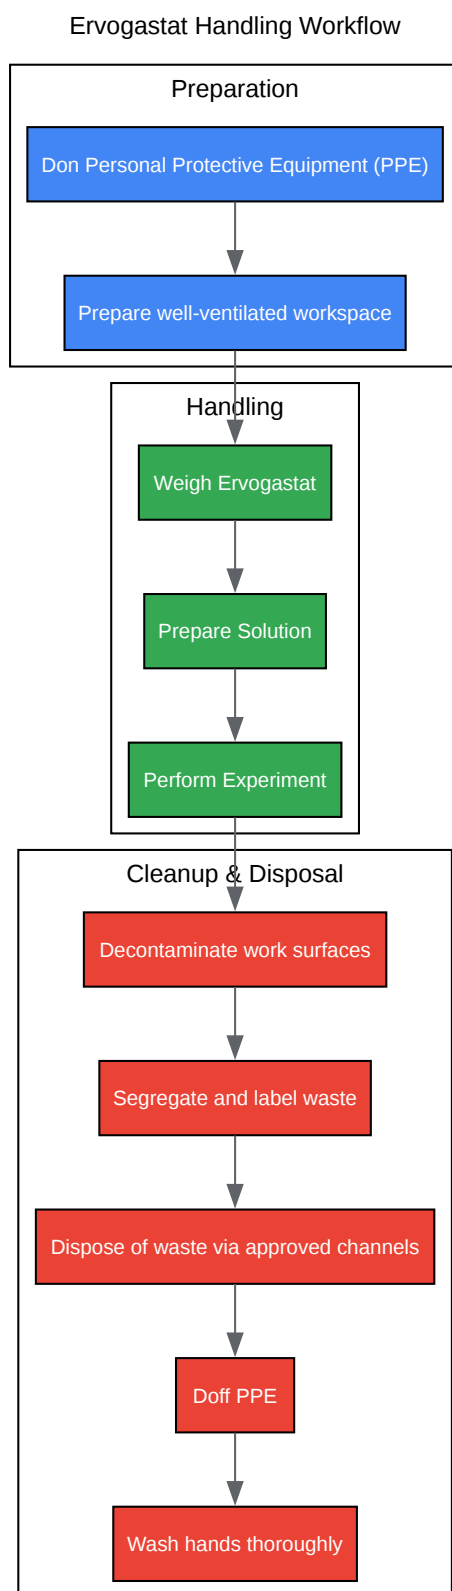 Ervogastat Handling Workflow
Preparation
Don Personal Protective Equipment (PPE)
Prepare well-ventilated workspace
Handling
Weigh Ervogastat
Prepare Solution
Perform Experiment
Cleanup & Disposal
Decontaminate work surfaces
Segregate and label waste
Dispose of waste via approved channels
Doff PPE
Wash hands thoroughly